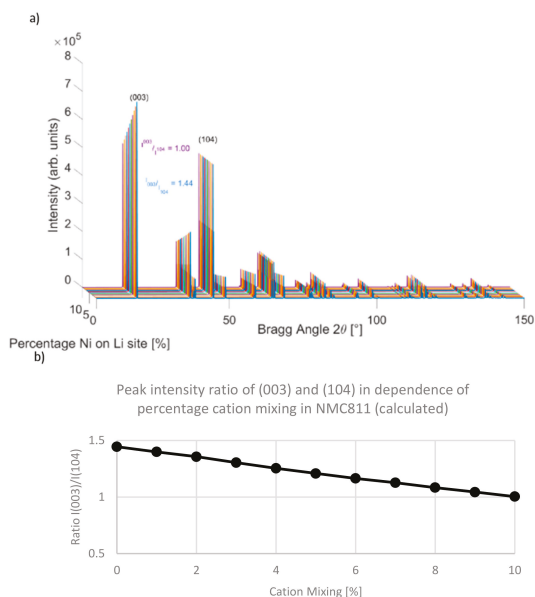 a)
×10⁵
8
7
6
5
4
3
2
1
0
Intensity (arb. units)
(003)
(104)
I⁰⁰³/I₁₀₄ = 1.00
I₀₀₃/I₁₀₄ = 1.44
10 5 0
50
100
150
Bragg Angle 2θ [°]
Percentage Ni on Li site [%]
b)
Peak intensity ratio of (003) and (104) in dependence of
percentage cation mixing in NMC811 (calculated)
Ratio I(003)/I(104)
1.5
1
0.5
0 2 4 6 8 10
Cation Mixing [%]